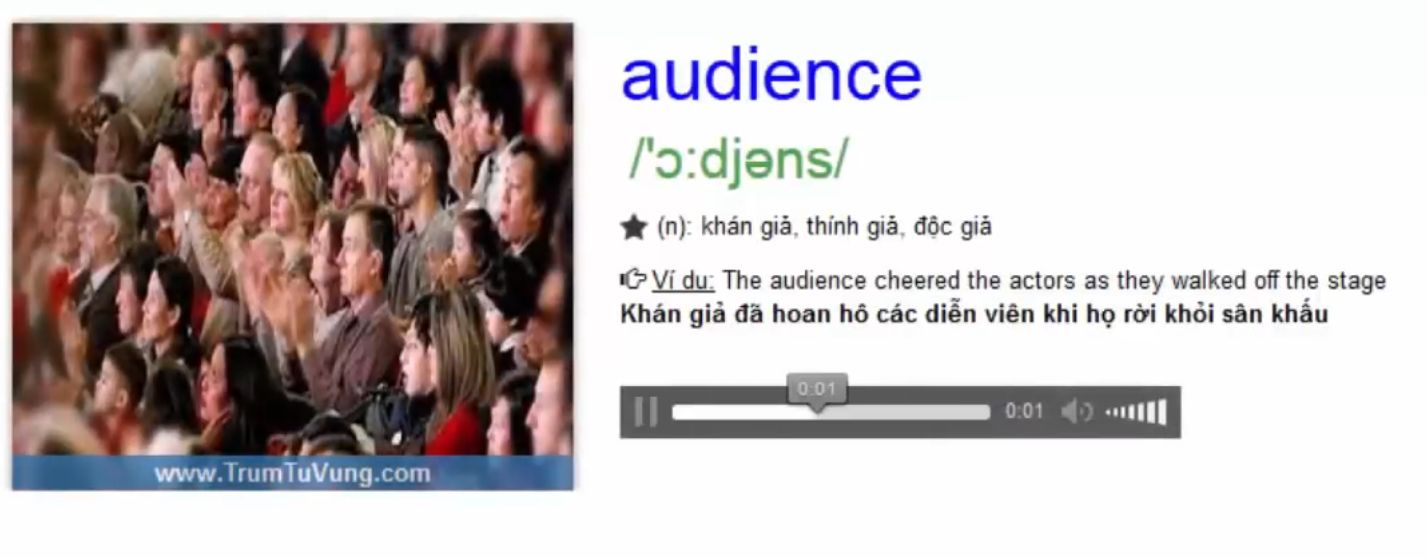 audience
/'ɔ:djəns/
★ (n): khán giả, thính giả, độc giả
Ví dụ: The audience cheered the actors as they walked off the stage
Khán giả đã hoan hô các diễn viên khi họ rời khỏi sân khấu
0:01
0:01
www.TrumTuVung.com